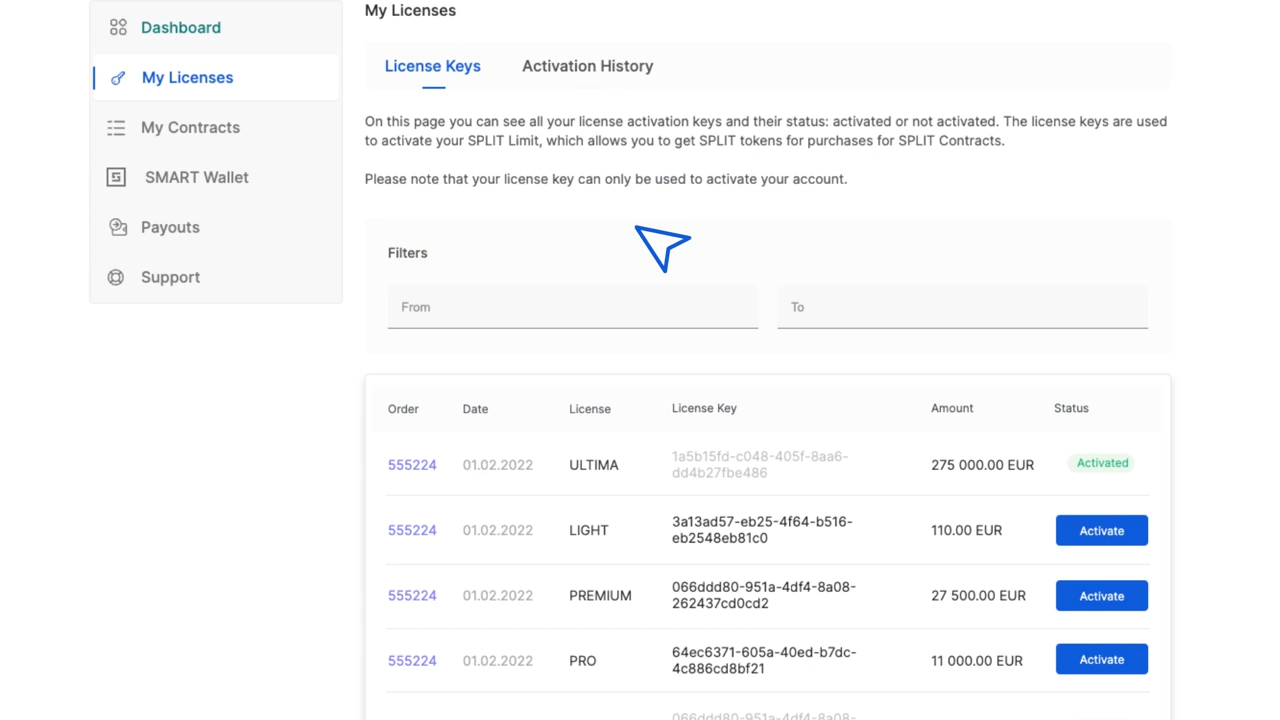 My Licenses
Dashboard
My Licenses
My Contracts
SMART Wallet
Payouts
Support
License Keys Activation History
On this page you can see all your license activation keys and their status: activated or not activated. The license keys are used
to activate your SPLIT Limit, which allows you to get SPLIT tokens for purchases for SPLIT Contracts.
Please note that your license key can only be used to activate your account.
Filters
From To
Order Date License License Key Amount Status
555224 01.02.2022 ULTIMA 1a5b15fd-c048-405f-8aa6- 275 000.00 EUR Activated
dd4b27fbe486
555224 01.02.2022 LIGHT 3a13ad57-eb25-4f64-b516- 110.00 EUR Activate
eb2548eb81c0
555224 01.02.2022 PREMIUM 066ddd80-951a-4df4-8a08- 27 500.00 EUR Activate
262437cd0cd2
555224 01.02.2022 PRO 64ec6371-605a-40ed-b7dc- 11 000.00 EUR Activate
4c886cd8bf21
066ddd80-951a-4df4-8a08-